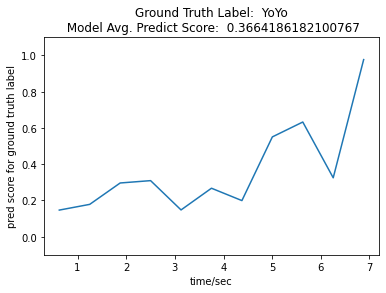 Ground Truth Label:  YoYo
Model Avg. Predict Score:  0.3664186182100767
1.0
0.8
0.6
0.4
0.2
0.0
pred score for ground truth label
1 2 3 4 5 6 7
time/sec